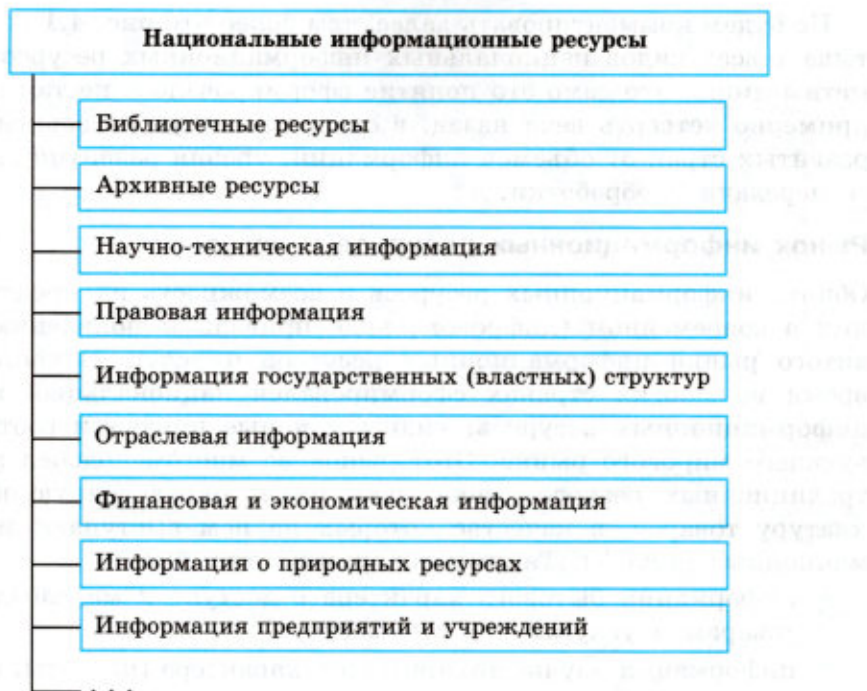 Национальные информационные ресурсы
Библиотечные ресурсы
Архивные ресурсы
Научно-техническая информация
Правовая информация
Информация государственных (властных) структур
Отраслевая информация
Финансовая и экономическая информация
Информация о природных ресурсах
Информация предприятий и учреждений
...